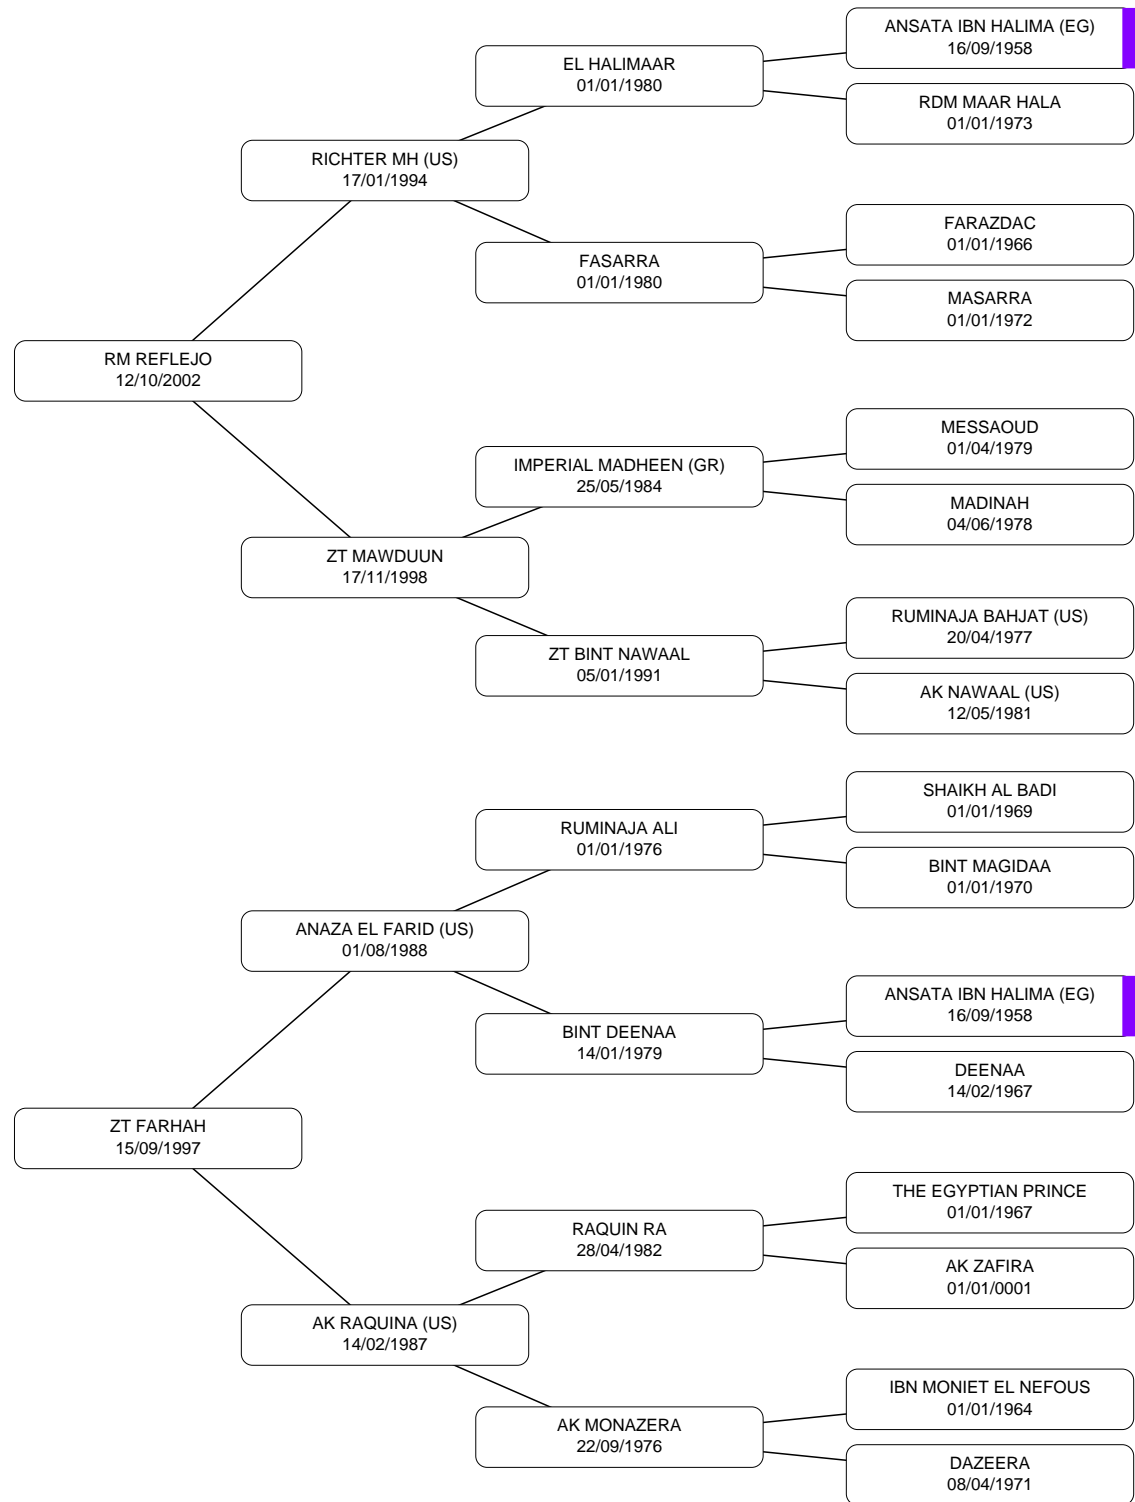 ANSATA IBN HALIMA (EG)
16/09/1958
EL HALIMAAR
01/01/1980
RDM MAAR HALA
01/01/1973
RICHTER MH (US)
17/01/1994
FARAZDAC
01/01/1966
FASARRA
01/01/1980
MASARRA
01/01/1972
RM REFLEJO
12/10/2002
MESSAOUD
01/04/1979
IMPERIAL MADHEEN (GR)
25/05/1984
MADINAH
04/06/1978
ZT MAWDUUN
17/11/1998
RUMINAJA BAHJAT (US)
20/04/1977
ZT BINT NAWAAL
05/01/1991
AK NAWAAL (US)
12/05/1981
SHAIKH AL BADI
01/01/1969
RUMINAJA ALI
01/01/1976
BINT MAGIDAA
01/01/1970
ANAZA EL FARID (US)
01/08/1988
ANSATA IBN HALIMA (EG)
16/09/1958
BINT DEENAA
14/01/1979
DEENAA
14/02/1967
ZT FARHAH
15/09/1997
THE EGYPTIAN PRINCE
01/01/1967
RAQUIN RA
28/04/1982
AK ZAFIRA
01/01/0001
AK RAQUINA (US)
14/02/1987
IBN MONIET EL NEFOUS
01/01/1964
AK MONAZERA
22/09/1976
DAZEERA
08/04/1971